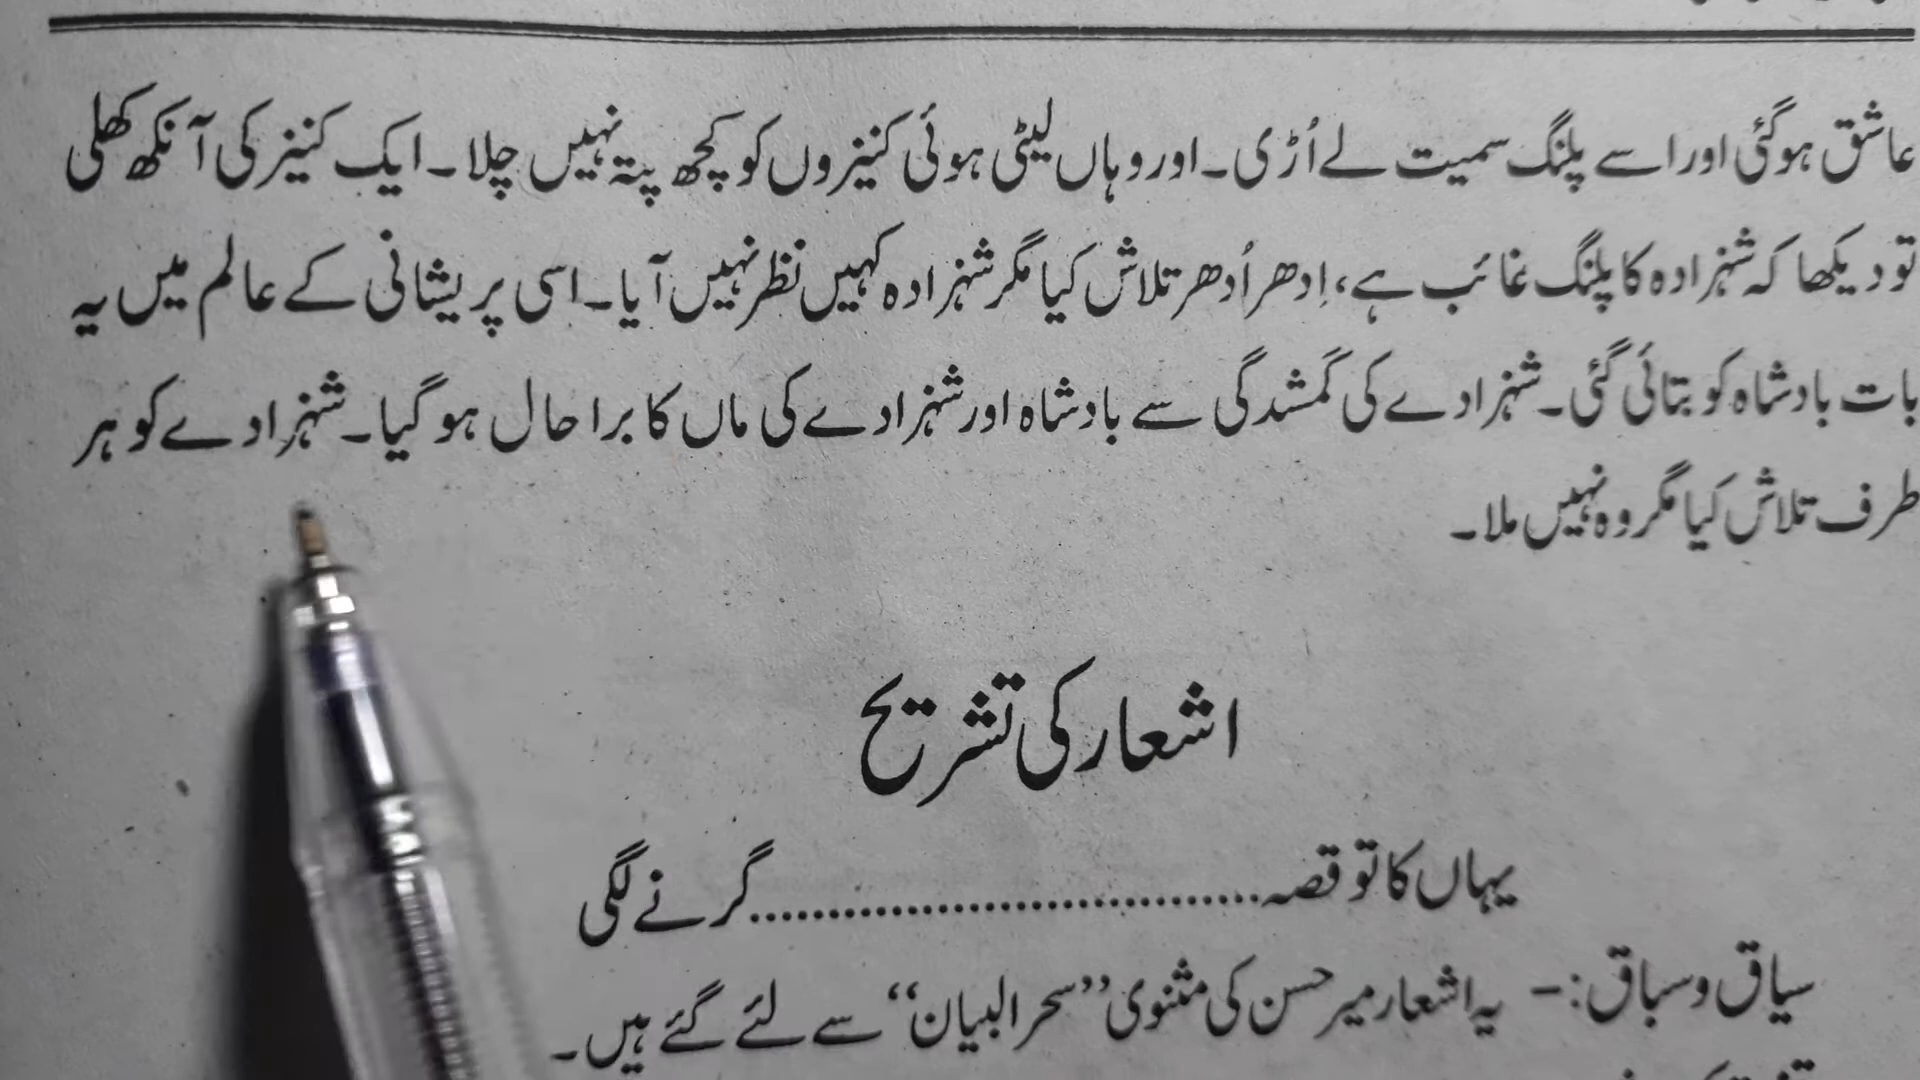 عاشق ہوگئی اور اسے پلنگ سمیت لے اُڑی۔ اور وہاں لیٹی ہوئی کنیزوں کو کچھ پتہ نہیں چلا۔ ایک کنیز کی آنکھ کھلی
تو دیکھا کہ شہزادہ کا پلنگ غائب ہے، اِدھر اُدھر تلاش کیا مگر شہزادہ کہیں نظر نہیں آیا۔ اسی پریشانی کے عالم میں یہ
بات بادشاہ کو بتائی گئی۔ شہزادے کی گمشدگی سے بادشاہ اور شہزادے کی ماں کا برا حال ہو گیا۔ شہزادے کو ہر
طرف تلاش کیا مگر وہ نہیں ملا۔
اشعار کی تشریح
یہاں کا تو قصہ.................................گرنے لگی
سیاق و سباق:- یہ اشعار میر حسن کی مثنوی ”سحر البیان“ سے لئے گئے ہیں۔